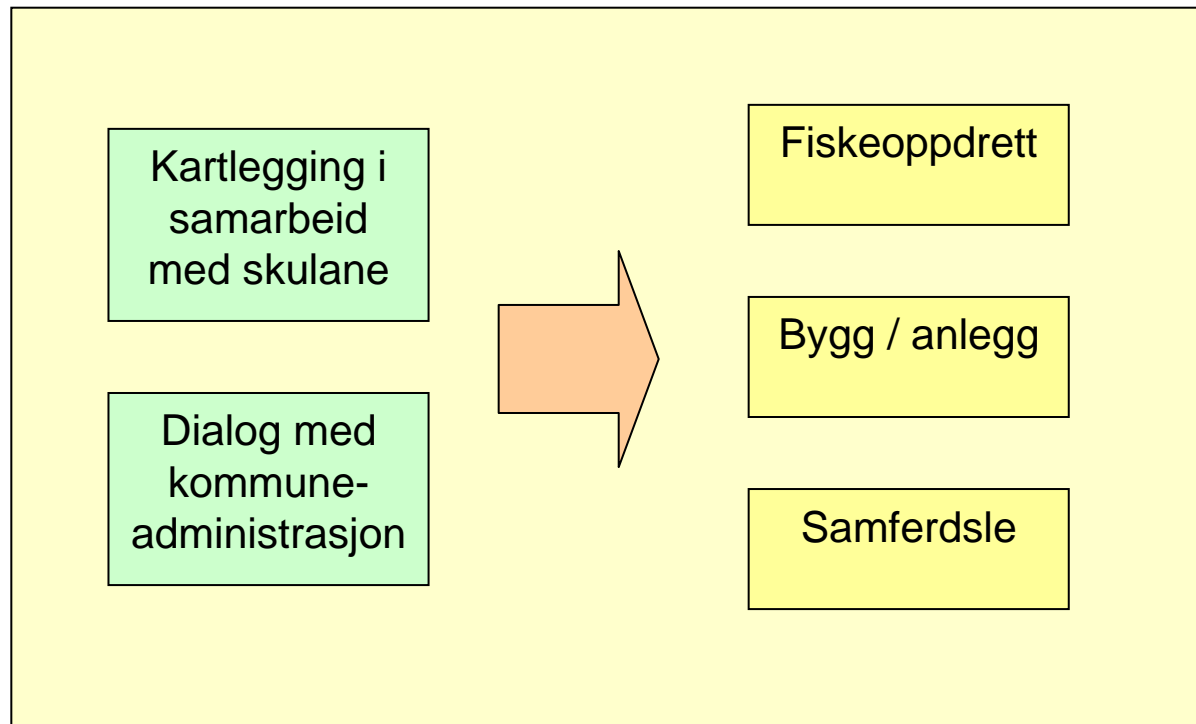 Kartlegging i
samarbeid
med skulane
Dialog med
kommune-
administrasjon
Fiskeoppdrett
Bygg / anlegg
Samferdsle